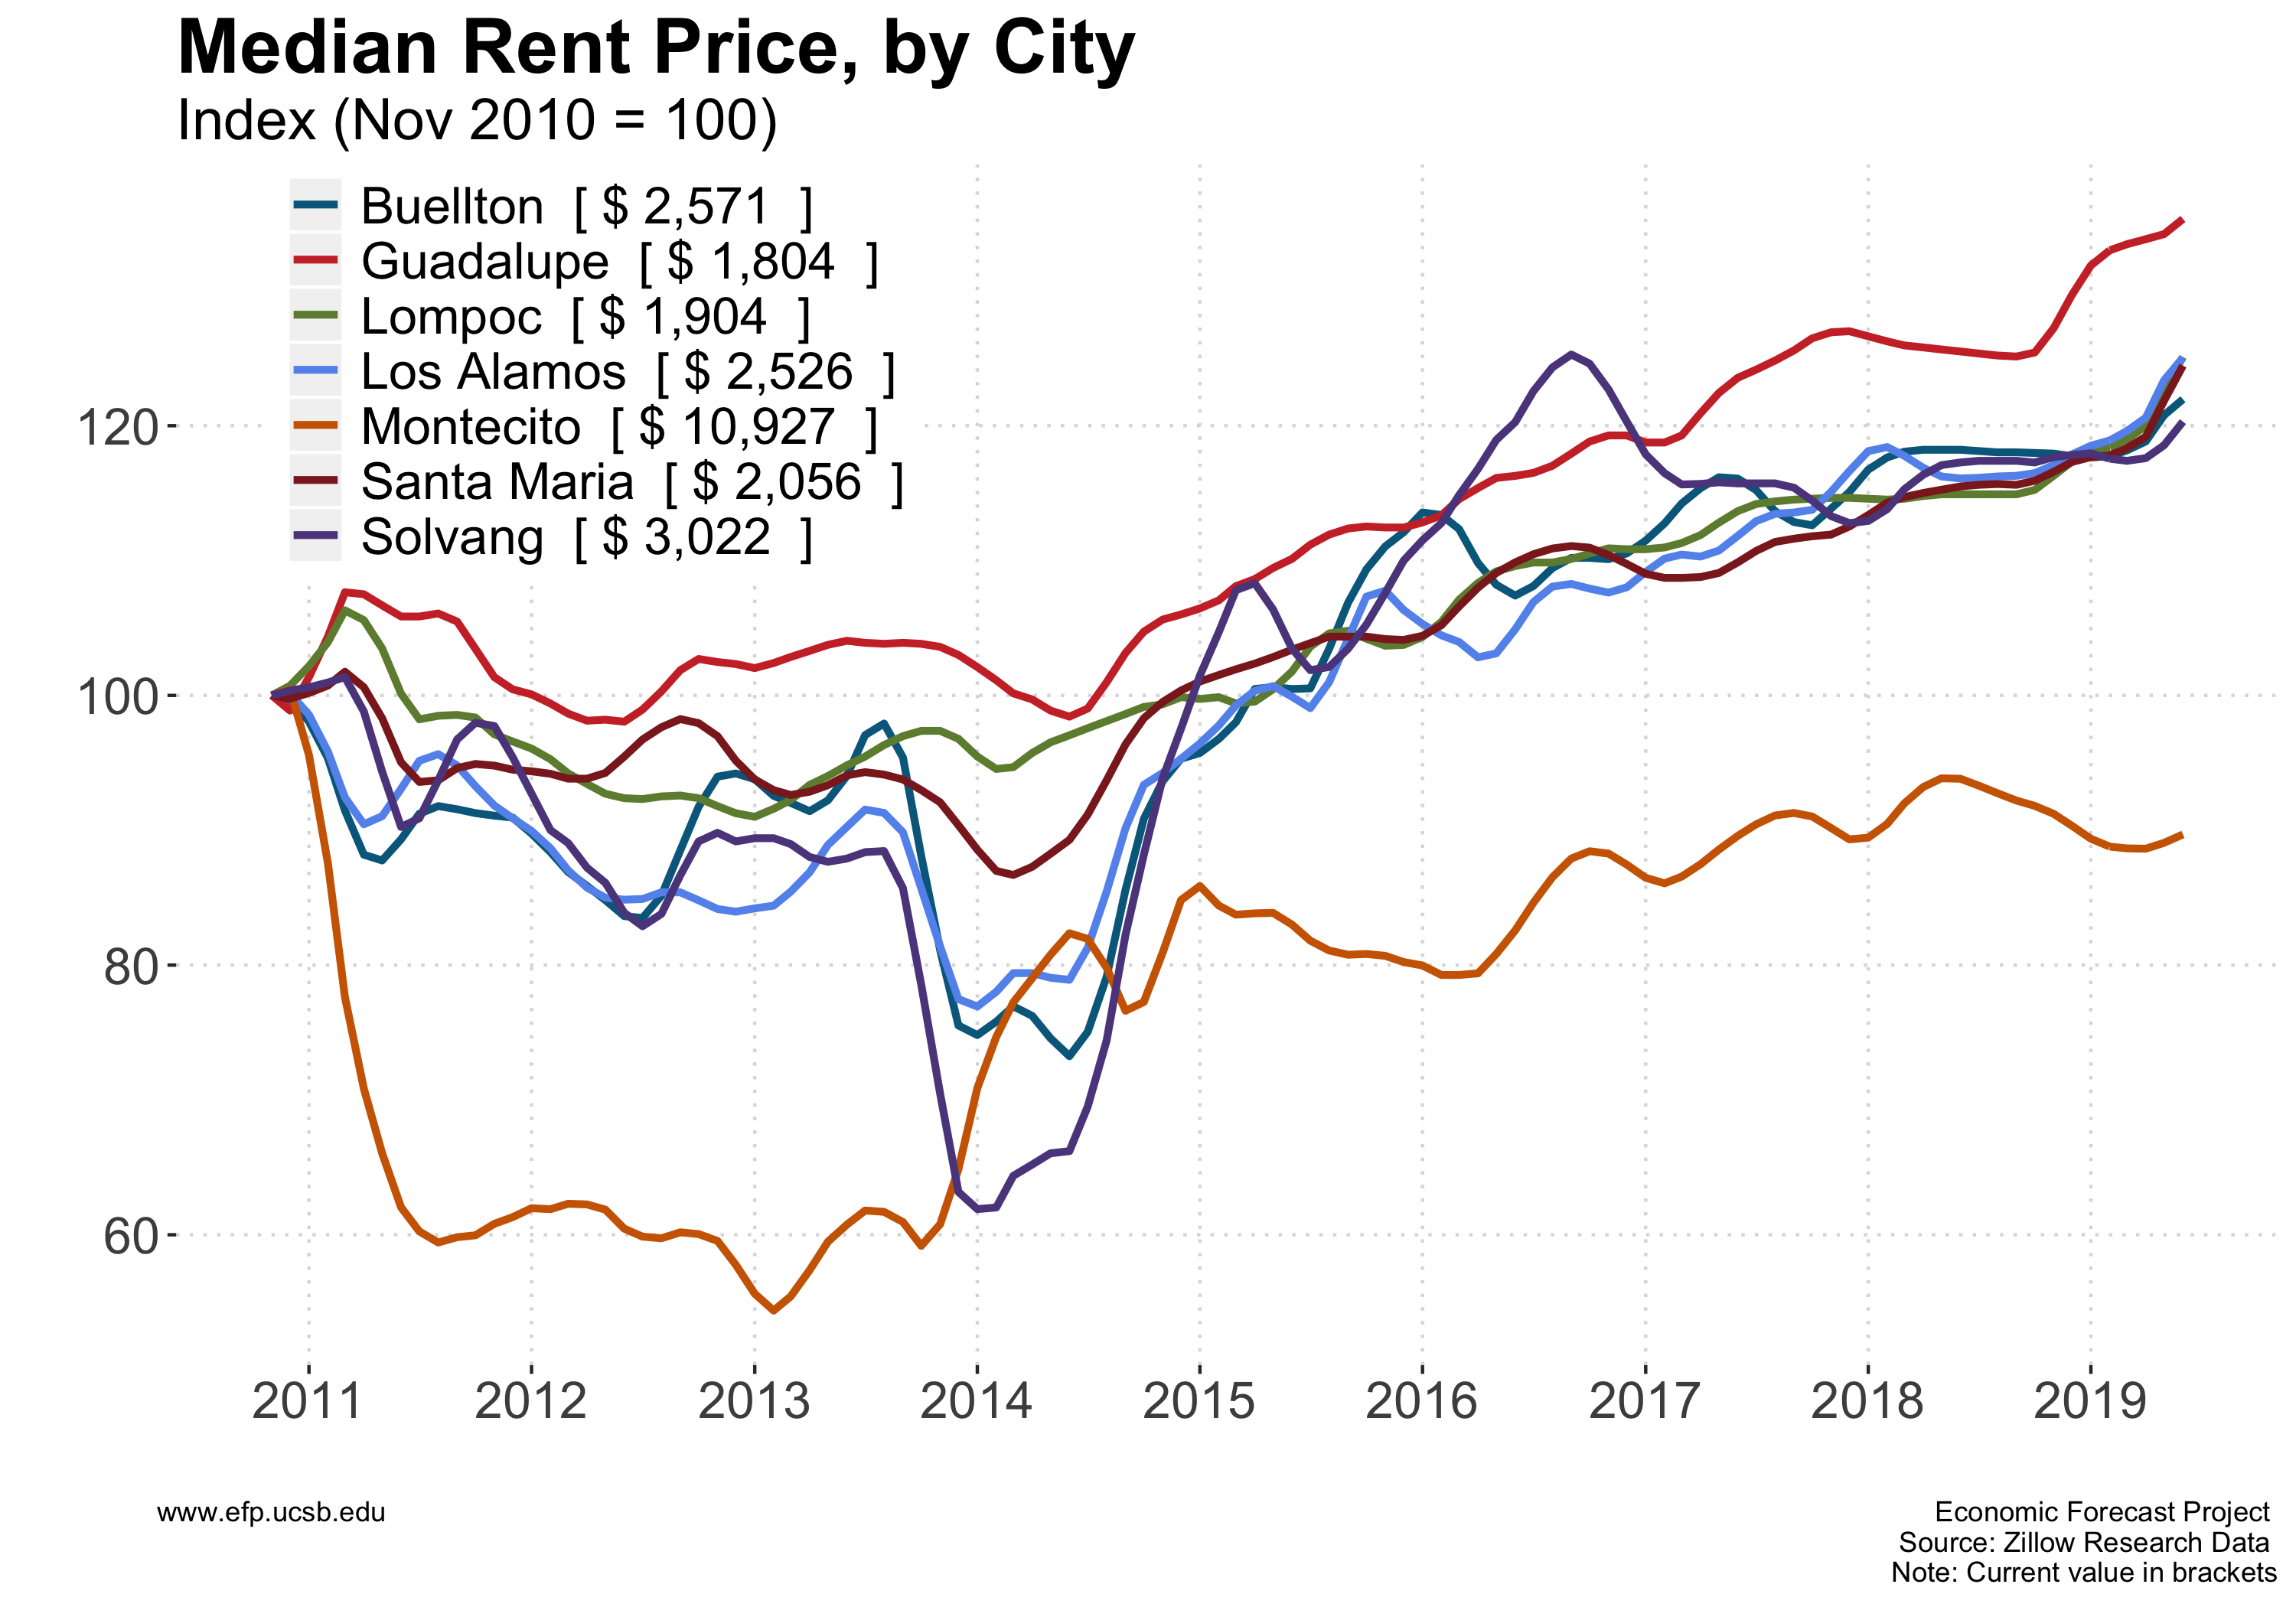 Median Rent Price, by City
Index (Nov 2010 = 100)
Buellton [ $ 2,571 ]
Guadalupe [ $ 1,804 ]
Lompoc [ $ 1,904 ]
Los Alamos [ $ 2,526 ]
Montecito [ $ 10,927 ]
Santa Maria [ $ 2,056 ]
Solvang [ $ 3,022 ]
120
100
80
60
2011 2012 2013 2014 2015 2016 2017 2018 2019
www.efp.ucsb.edu
Economic Forecast Project
Source: Zillow Research Data
Note: Current value in brackets